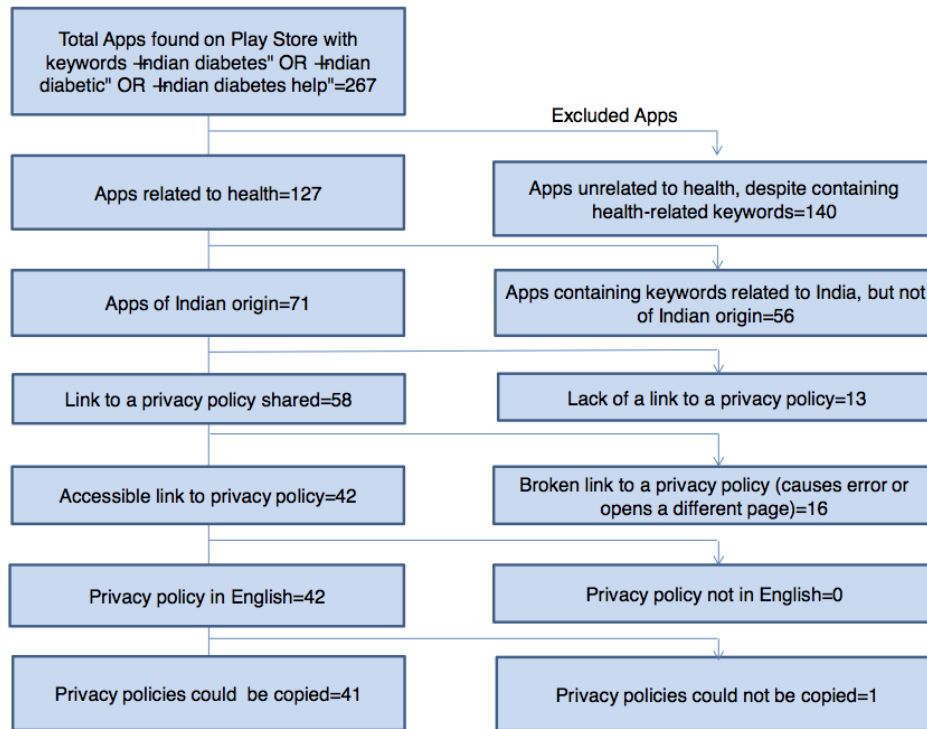 Total Apps found on Play Store with
keywords ̶Indian diabetes" OR ̶Indian
diabetic" OR ̶Indian diabetes help"=267
Excluded Apps
Apps related to health=127
Apps unrelated to health, despite containing
health-related keywords=140
Apps of Indian origin=71
Apps containing keywords related to India, but not
of Indian origin=56
Link to a privacy policy shared=58
Lack of a link to a privacy policy=13
Accessible link to privacy policy=42
Broken link to a privacy policy (causes error or
opens a different page)=16
Privacy policy in English=42
Privacy policy not in English=0
Privacy policies could be copied=41
Privacy policies could not be copied=1